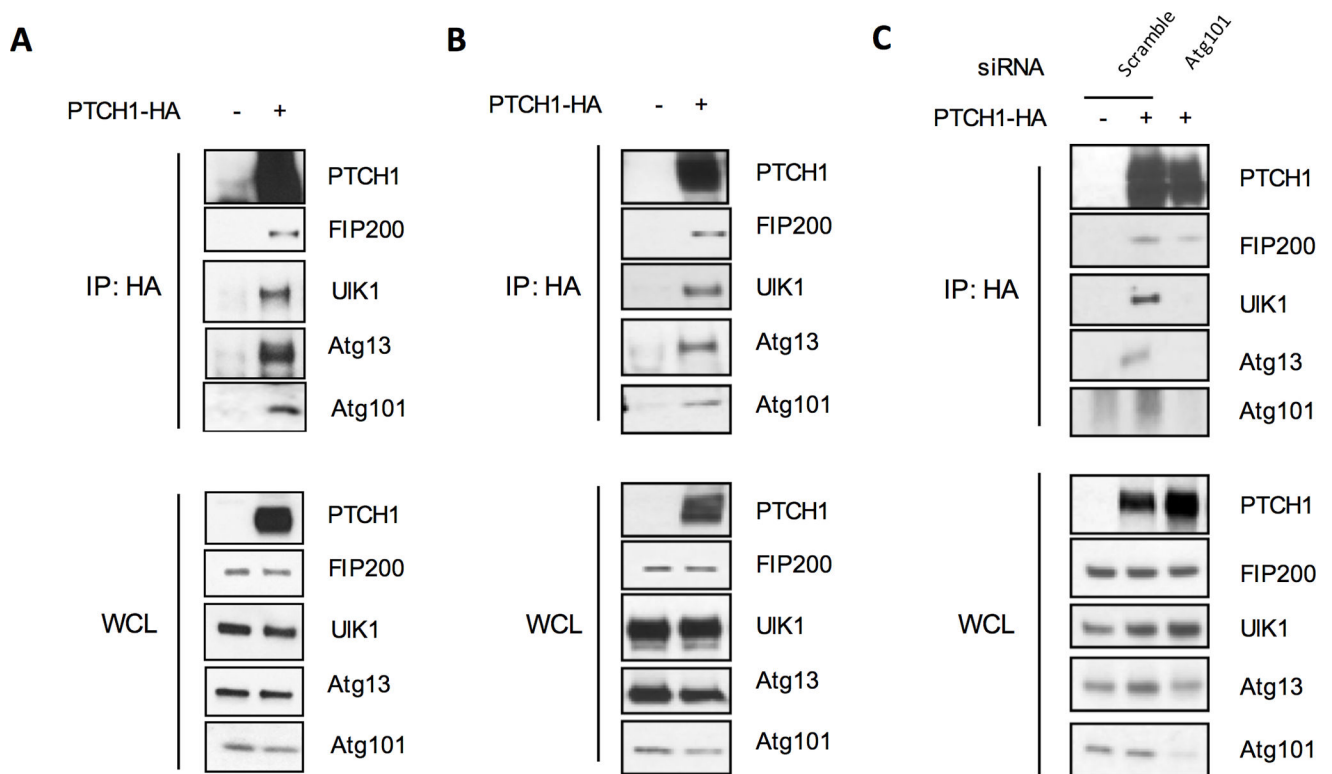 A
PTCH1-HA - +
IP: HA
PTCH1
FIP200
UlK1
Atg13
Atg101
WCL
PTCH1
FIP200
UlK1
Atg13
Atg101
B
PTCH1-HA - +
IP: HA
PTCH1
FIP200
UlK1
Atg13
Atg101
WCL
PTCH1
FIP200
UlK1
Atg13
Atg101
C
siRNA Scramble Atg101
PTCH1-HA - + +
IP: HA
PTCH1
FIP200
UlK1
Atg13
Atg101
WCL
PTCH1
FIP200
UlK1
Atg13
Atg101